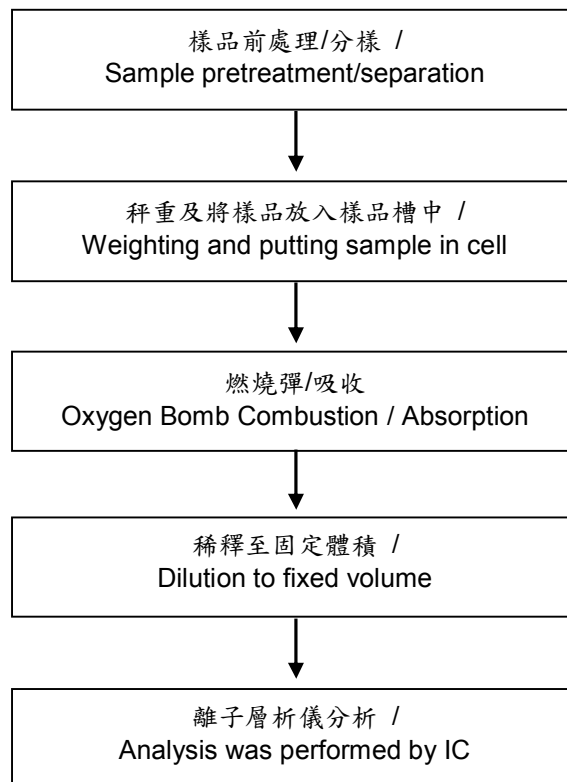 樣品前處理/分樣 /
Sample pretreatment/separation
秤重及將樣品放入樣品槽中 /
Weighting and putting sample in cell
燃燒彈/吸收
Oxygen Bomb Combustion / Absorption
稀釋至固定體積 /
Dilution to fixed volume
離子層析儀分析 /
Analysis was performed by IC